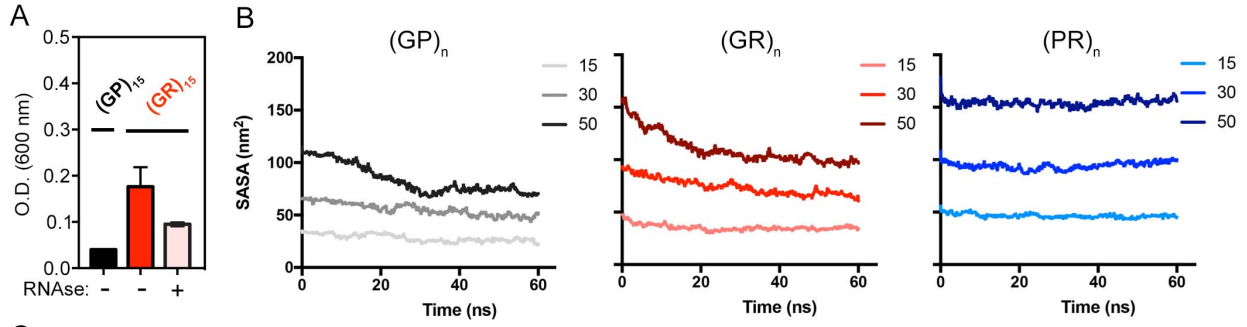 A
O.D. (600 nm)
0.5
0.4
0.3
0.2
0.1
0.0
(GP)15
(GR)15
RNAse: - - +
B
SASA (nm²)
(GP)n
200
150
100
50
0
15
30
50
0 20 40 60
Time (ns)
(GR)n
15
30
50
0 20 40 60
Time (ns)
(PR)n
15
30
50
0 20 40 60
Time (ns)